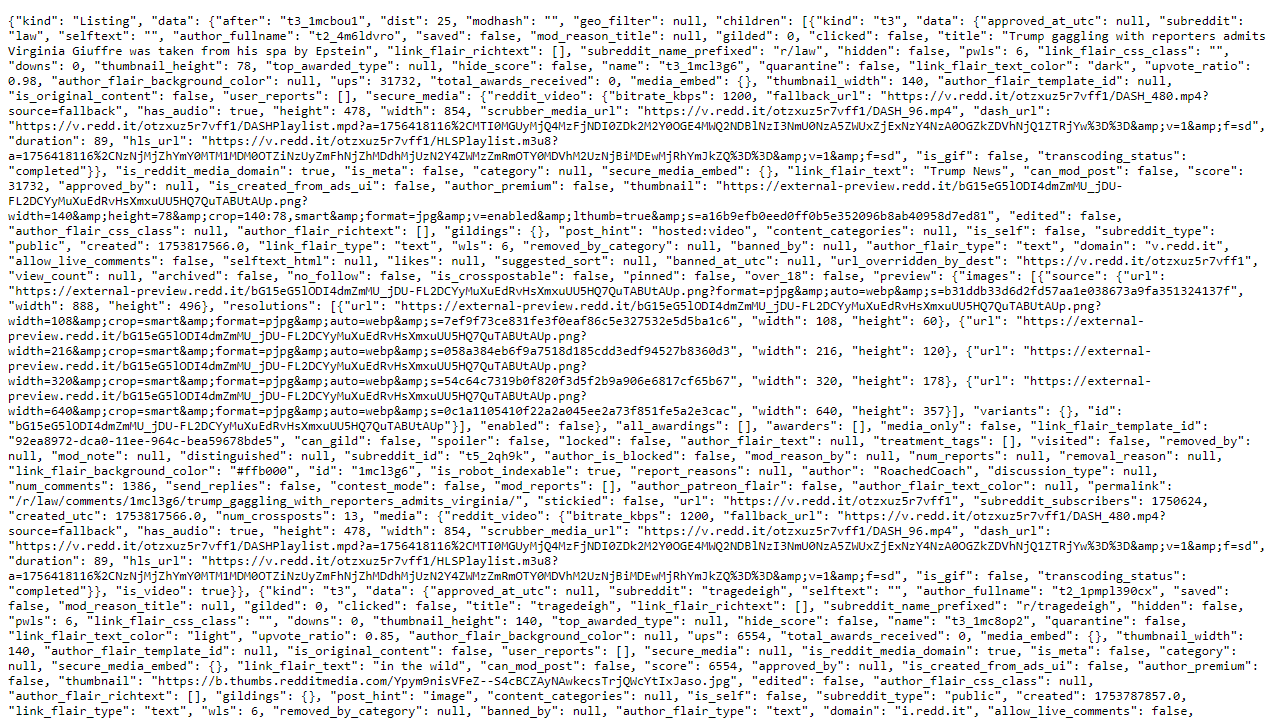 {"kind": "Listing", "data": {"after": "t3_1mcbou1", "dist": 25, "modhash": "", "geo_filter": null, "children": [{"kind": "t3", "data": {"approved_at_utc": null, "subreddit":
"law", "selftext": "", "author_fullname": "t2_4m6ldvro", "saved": false, "mod_reason_title": null, "gilded": 0, "clicked": false, "title": "Trump gaggling with reporters admits
Virginia Giuffre was taken from his spa by Epstein", "link_flair_richtext": [], "subreddit_name_prefixed": "r/law", "hidden": false, "pwls": 6, "link_flair_css_class": "",
"downs": 0, "thumbnail_height": 78, "top_awarded_type": null, "hide_score": false, "name": "t3_1mcl3g6", "quarantine": false, "link_flair_text_color": "dark", "upvote_ratio":
0.98, "author_flair_background_color": null, "ups": 31732, "total_awards_received": 0, "media_embed": {}, "thumbnail_width": 140, "author_flair_template_id": null,
"is_original_content": false, "user_reports": [], "secure_media": {"reddit_video": {"bitrate_kbps": 1200, "fallback_url": "https://v.redd.it/otzxuz5r7vff1/DASH_480.mp4?
source=fallback", "has_audio": true, "height": 478, "width": 854, "scrubber_media_url": "https://v.redd.it/otzxuz5r7vff1/DASH_96.mp4", "dash_url":
"https://v.redd.it/otzxuz5r7vff1/DASHPlaylist.mpd?a=1756418116%2CMTI0MGUyMjQ4MzFjNDI0ZDk2M2Y0OGE4MWQ2NDBlNzI3NmU0NzA5ZWUxZjExNzY4NzA0OGZkZDVhNjQ1ZTRjYw%3D%3D&amp;v=1&amp;f=sd",
"duration": 89, "hls_url": "https://v.redd.it/otzxuz5r7vff1/HLSPlaylist.m3u8?
a=1756418116%2CNzNjMjZhYmY0MTM1MDM0OTZiNzUyZmFhNjZhMDdhMjUzN2Y4ZWMzZmRmOTY0MDVhM2UzNjBiMDEwMjRhYmJkZQ%3D%3D&amp;v=1&amp;f=sd", "is_gif": false, "transcoding_status":
"completed"}}, "is_reddit_media_domain": true, "is_meta": false, "category": null, "secure_media_embed": {}, "link_flair_text": "Trump News", "can_mod_post": false, "score":
31732, "approved_by": null, "is_created_from_ads_ui": false, "author_premium": false, "thumbnail": "https://external-preview.redd.it/bG15eG5lODI4dmZmMU_jDU-
FL2DCYyMuXuEdRvHsXmxuUU5HQ7QuTABUtAUp.png?
width=140&amp;height=78&amp;crop=140:78,smart&amp;format=jpg&amp;v=enabled&amp;lthumb=true&amp;s=a16b9efb0eed0ff0b5e352096b8ab40958d7ed81", "edited": false,
"author_flair_css_class": null, "author_flair_richtext": [], "gildings": {}, "post_hint": "hosted:video", "content_categories": null, "is_self": false, "subreddit_type":
"public", "created": 1753817566.0, "link_flair_type": "text", "wls": 6, "removed_by_category": null, "banned_by": null, "author_flair_type": "text", "domain": "v.redd.it",
"allow_live_comments": false, "selftext_html": null, "likes": null, "suggested_sort": null, "banned_at_utc": null, "url_overridden_by_dest": "https://v.redd.it/otzxuz5r7vff1",
"view_count": null, "archived": false, "no_follow": false, "is_crosspostable": false, "pinned": false, "over_18": false, "preview": {"images": [{"source": {"url":
"https://external-preview.redd.it/bG15eG5lODI4dmZmMU_jDU-FL2DCYyMuXuEdRvHsXmxuUU5HQ7QuTABUtAUp.png?format=pjpg&amp;auto=webp&amp;s=b31ddb33d6d2fd57aa1e038673a9fa351324137f",
"width": 888, "height": 496}, "resolutions": [{"url": "https://external-preview.redd.it/bG15eG5lODI4dmZmMU_jDU-FL2DCYyMuXuEdRvHsXmxuUU5HQ7QuTABUtAUp.png?
width=108&amp;crop=smart&amp;format=pjpg&amp;auto=webp&amp;s=7ef9f73ce831fe3f0eaf86c5e327532e5d5ba1c6", "width": 108, "height": 60}, {"url": "https://external-
preview.redd.it/bG15eG5lODI4dmZmMU_jDU-FL2DCYyMuXuEdRvHsXmxuUU5HQ7QuTABUtAUp.png?
width=216&amp;crop=smart&amp;format=pjpg&amp;auto=webp&amp;s=058a384eb6f9a7518d185cdd3edf94527b8360d3", "width": 216, "height": 120}, {"url": "https://external-
preview.redd.it/bG15eG5lODI4dmZmMU_jDU-FL2DCYyMuXuEdRvHsXmxuUU5HQ7QuTABUtAUp.png?
width=320&amp;crop=smart&amp;format=pjpg&amp;auto=webp&amp;s=54c64c7319b0f820f3d5f2b9a906e6817cf65b67", "width": 320, "height": 178}, {"url": "https://external-
preview.redd.it/bG15eG5lODI4dmZmMU_jDU-FL2DCYyMuXuEdRvHsXmxuUU5HQ7QuTABUtAUp.png?
width=640&amp;crop=smart&amp;format=pjpg&amp;auto=webp&amp;s=0c1a1105410f22a2a045ee2a73f851fe5a2e3cac", "width": 640, "height": 357}], "variants": {}, "id":
"bG15eG5lODI4dmZmMU_jDU-FL2DCYyMuXuEdRvHsXmxuUU5HQ7QuTABUtAUp"}], "enabled": false}, "all_awardings": [], "awarders": [], "media_only": false, "link_flair_template_id":
"92ea8972-dca0-11ee-964c-bea59678bde5", "can_gild": false, "spoiler": false, "locked": false, "author_flair_text": null, "treatment_tags": [], "visited": false, "removed_by":
null, "mod_note": null, "distinguished": null, "subreddit_id": "t5_2qh9k", "author_is_blocked": false, "mod_reason_by": null, "num_reports": null, "removal_reason": null,
"link_flair_background_color": "#ffb000", "id": "1mcl3g6", "is_robot_indexable": true, "report_reasons": null, "author": "RoachedCoach", "discussion_type": null,
"num_comments": 1386, "send_replies": false, "contest_mode": false, "mod_reports": [], "author_patreon_flair": false, "author_flair_text_color": null, "permalink":
"/r/law/comments/1mcl3g6/trump_gaggling_with_reporters_admits_virginia/", "stickied": false, "url": "https://v.redd.it/otzxuz5r7vff1", "subreddit_subscribers": 1750624,
"created_utc": 1753817566.0, "num_crossposts": 13, "media": {"reddit_video": {"bitrate_kbps": 1200, "fallback_url": "https://v.redd.it/otzxuz5r7vff1/DASH_480.mp4?
source=fallback", "has_audio": true, "height": 478, "width": 854, "scrubber_media_url": "https://v.redd.it/otzxuz5r7vff1/DASH_96.mp4", "dash_url":
"https://v.redd.it/otzxuz5r7vff1/DASHPlaylist.mpd?a=1756418116%2CMTI0MGUyMjQ4MzFjNDI0ZDk2M2Y0OGE4MWQ2NDBlNzI3NmU0NzA5ZWUxZjExNzY4NzA0OGZkZDVhNjQ1ZTRjYw%3D%3D&amp;v=1&amp;f=sd",
"duration": 89, "hls_url": "https://v.redd.it/otzxuz5r7vff1/HLSPlaylist.m3u8?
a=1756418116%2CNzNjMjZhYmY0MTM1MDM0OTZiNzUyZmFhNjZhMDdhMjUzN2Y4ZWMzZmRmOTY0MDVhM2UzNjBiMDEwMjRhYmJkZQ%3D%3D&amp;v=1&amp;f=sd", "is_gif": false, "transcoding_status":
"completed"}}, "is_video": true}}, {"kind": "t3", "data": {"approved_at_utc": null, "subreddit": "tragedeigh", "selftext": "", "author_fullname": "t2_1pmpl390cx", "saved":
false, "mod_reason_title": null, "gilded": 0, "clicked": false, "title": "tragedeigh", "link_flair_richtext": [], "subreddit_name_prefixed": "r/tragedeigh", "hidden": false,
"pwls": 6, "link_flair_css_class": "", "downs": 0, "thumbnail_height": 140, "top_awarded_type": null, "hide_score": false, "name": "t3_1mc8op2", "quarantine": false,
"link_flair_text_color": "light", "upvote_ratio": 0.85, "author_flair_background_color": null, "ups": 6554, "total_awards_received": 0, "media_embed": {}, "thumbnail_width":
140, "author_flair_template_id": null, "is_original_content": false, "user_reports": [], "secure_media": null, "is_reddit_media_domain": true, "is_meta": false, "category":
null, "secure_media_embed": {}, "link_flair_text": "in the wild", "can_mod_post": false, "score": 6554, "approved_by": null, "is_created_from_ads_ui": false, "author_premium":
false, "thumbnail": "https://b.thumbs.redditmedia.com/Ypym9nisVFeZ--S4cBCZAyNAwkecsTrjQWcYtIxJaso.jpg", "edited": false, "author_flair_css_class": null,
"author_flair_richtext": [], "gildings": {}, "post_hint": "image", "content_categories": null, "is_self": false, "subreddit_type": "public", "created": 1753787857.0,
"link_flair_type": "text", "wls": 6, "removed_by_category": null, "banned_by": null, "author_flair_type": "text", "domain": "i.redd.it", "allow_live_comments": false,